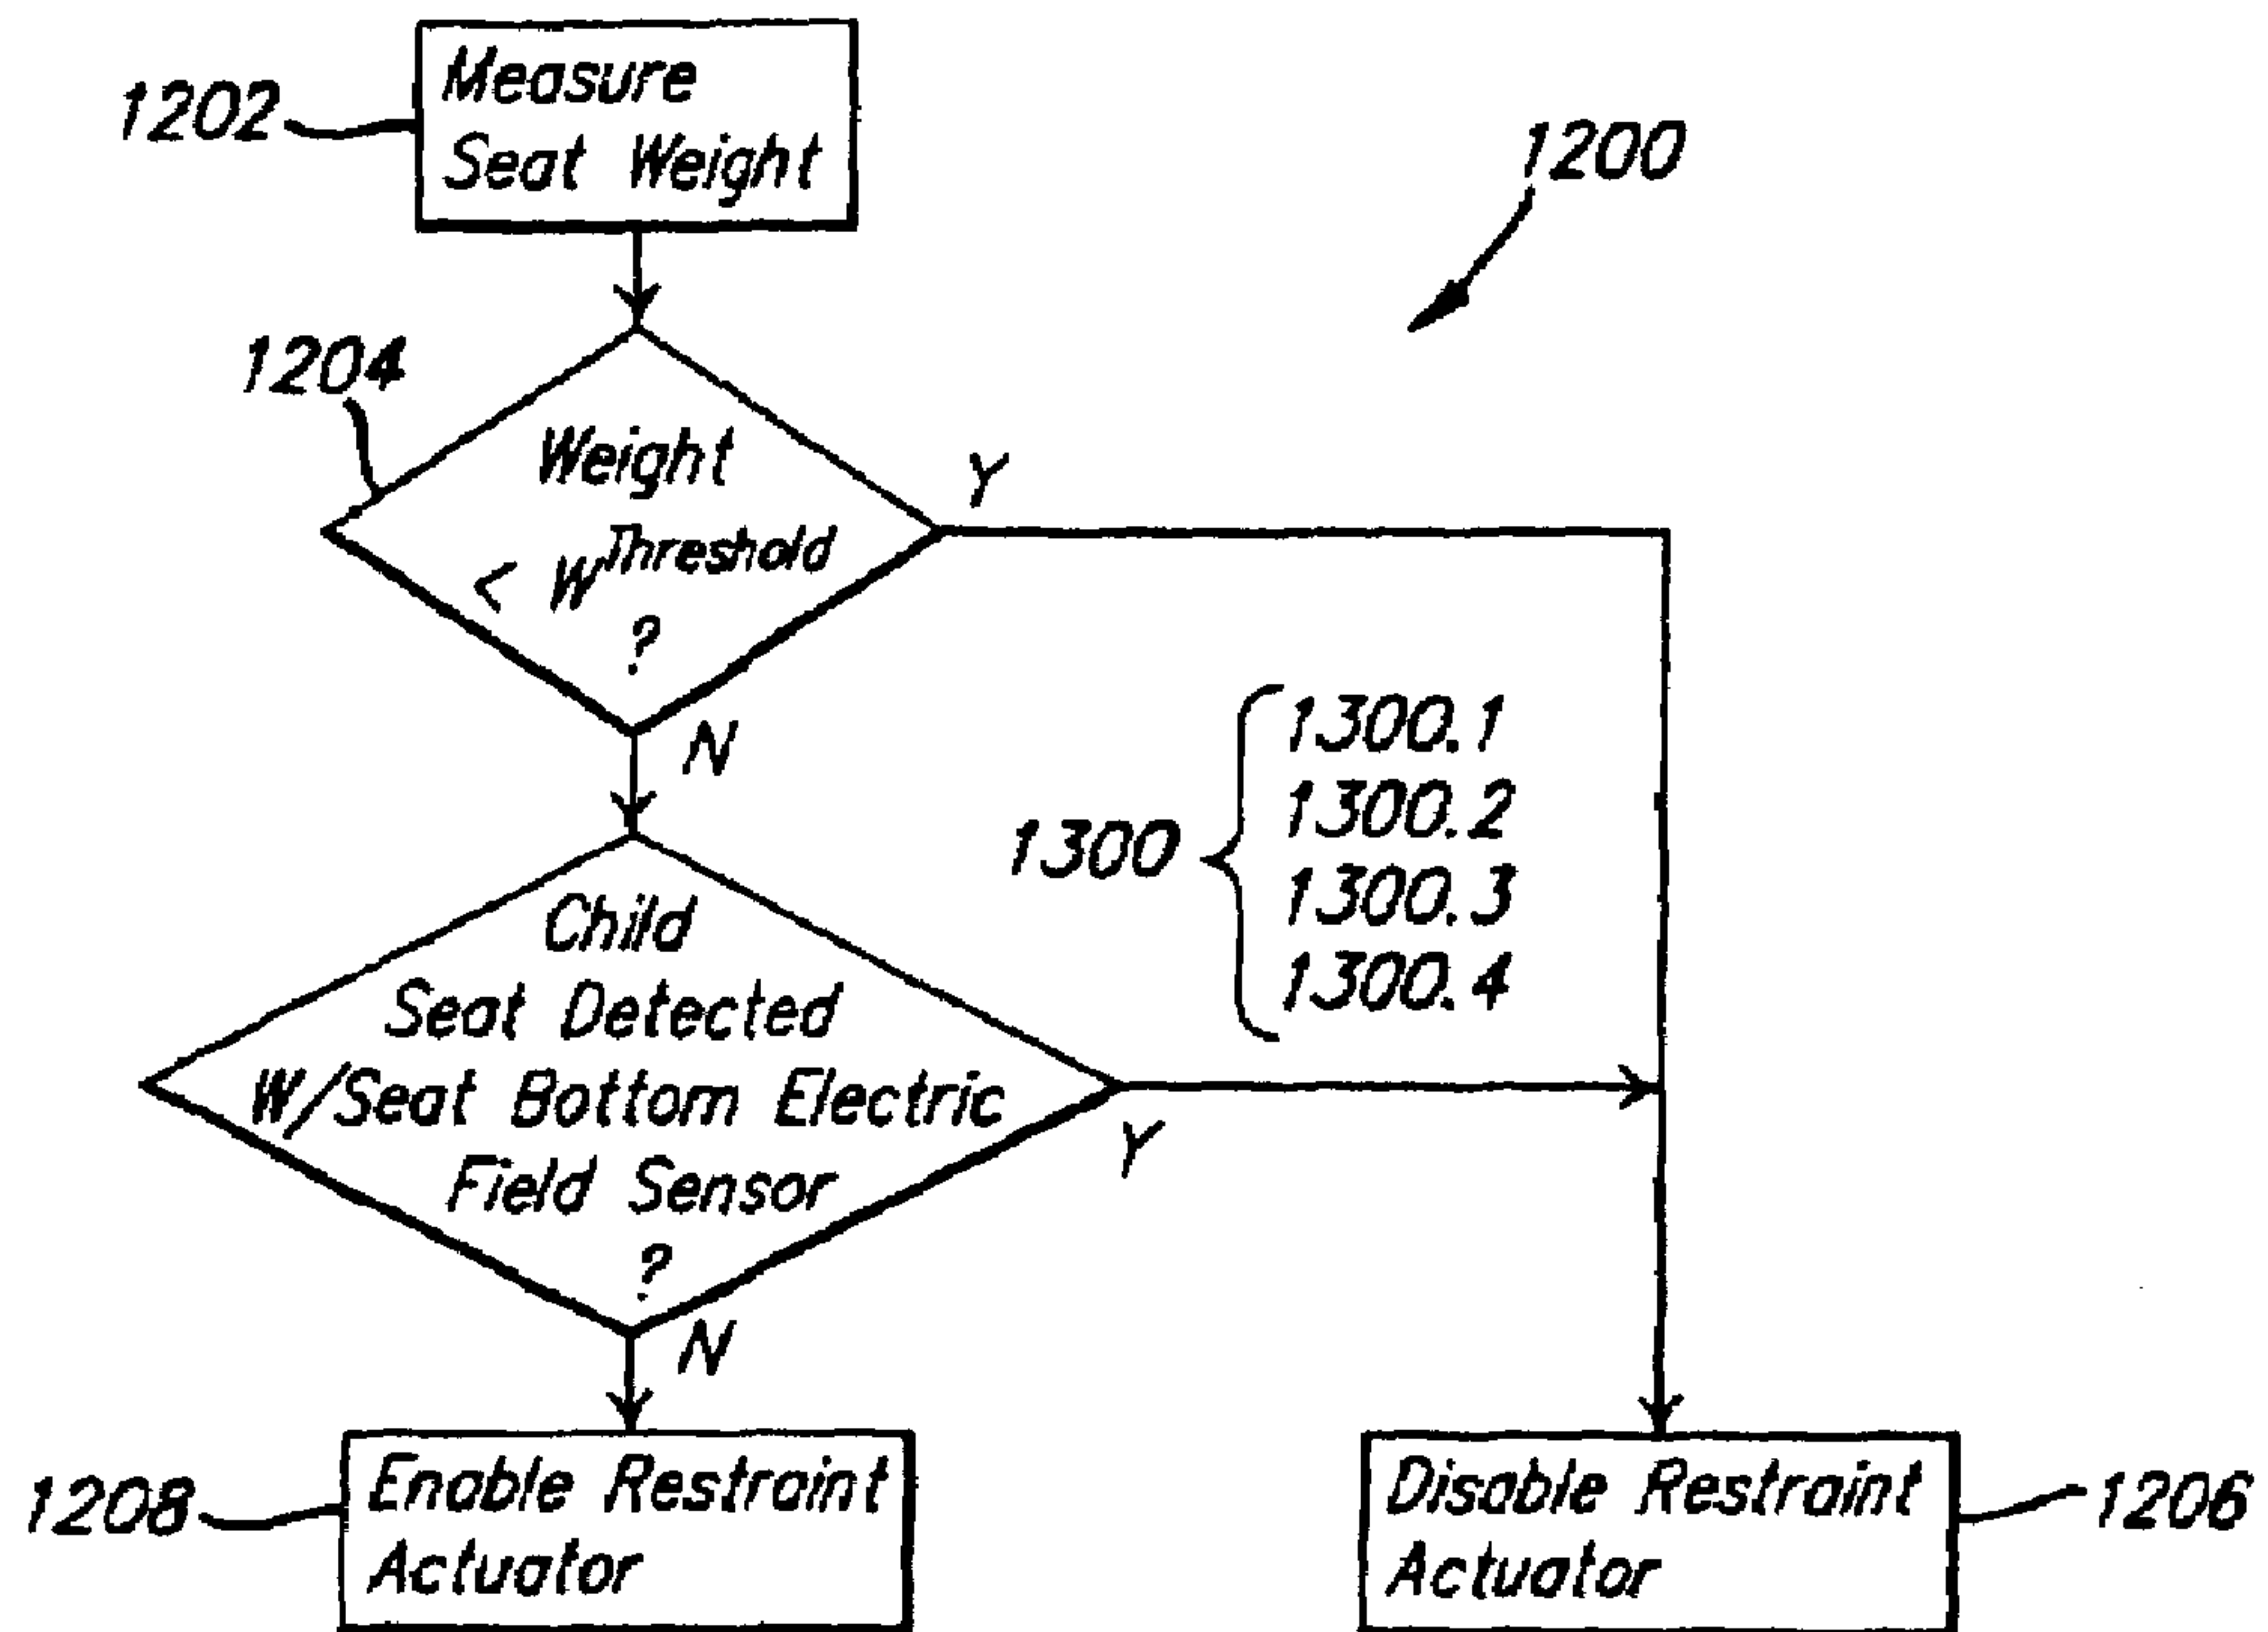 Measure
Seat Weight
1202
1200
1204
Weight
< W Threshold
?
Y
N
1300
1300.1
1300.2
1300.3
1300.4
Child
Seat Detected
W/Seat Bottom Electric
Field Sensor
?
Y
N
Enable Restraint
Actuator
1208
Disable Restraint
Actuator
1206